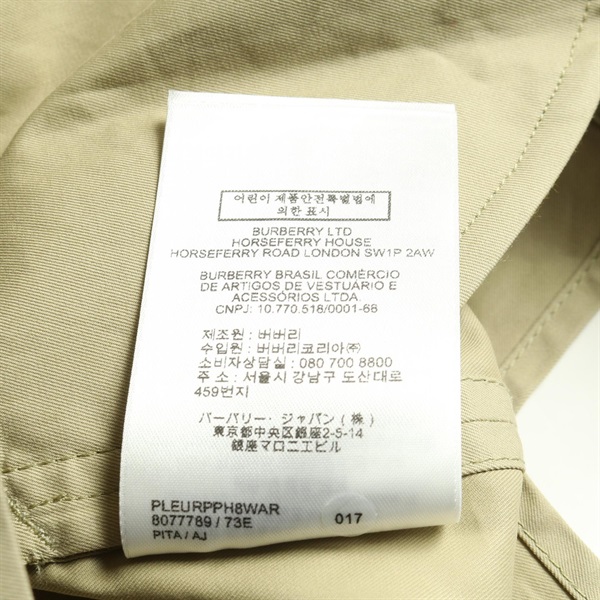 어린이 제품안전특별법에
의한 표시
BURBERRY LTD
HORSEFERRY HOUSE
HORSEFERRY ROAD LONDON SW1P 2AW
BURBERRY BRASIL COMÉRCIO
DE ARTIGOS DE VESTUÁRIO E
ACESSÓRIOS LTDA.
CNPJ: 10.770.518/0001-68
제조원 : 버버리
수입원 : 버버리코리아㈜
소비자상담실 : 080 700 8800
주소 : 서울시 강남구 도산대로
459번지
バーバリー・ジャパン(株)
東京都中央区銀座2-5-14
銀座マロニエビル
PLEURPPH8WAR
8077789 / 73E 017
PITA / AJ